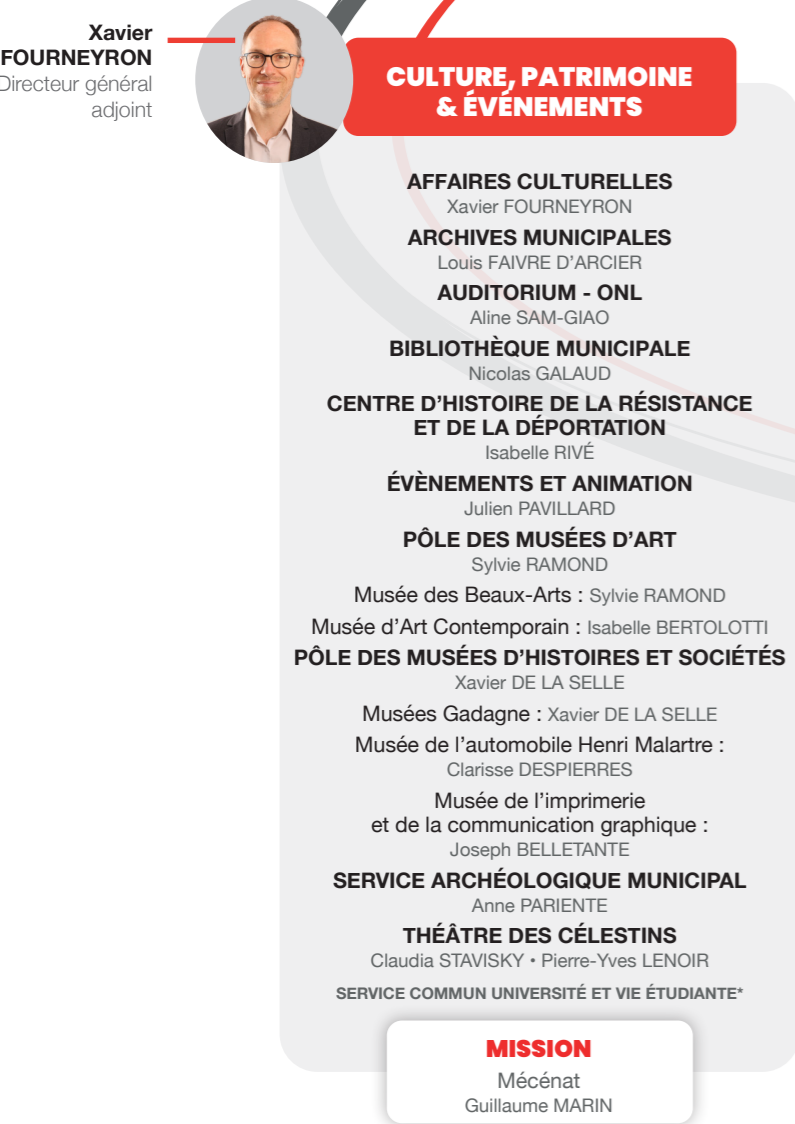 Xavier
FOURNEYRON
Directeur général
adjoint
CULTURE, PATRIMOINE
& ÉVÉNEMENTS
AFFAIRES CULTURELLES
Xavier FOURNEYRON
ARCHIVES MUNICIPALES
Louis FAIVRE D’ARCIER
AUDITORIUM - ONL
Aline SAM-GIAO
BIBLIOTHÈQUE MUNICIPALE
Nicolas GALAUD
CENTRE D’HISTOIRE DE LA RÉSISTANCE
ET DE LA DÉPORTATION
Isabelle RIVÉ
ÉVÈNEMENTS ET ANIMATION
Julien PAVILLARD
PÔLE DES MUSÉES D’ART
Sylvie RAMOND
Musée des Beaux-Arts : Sylvie RAMOND
Musée d’Art Contemporain : Isabelle BERTOLOTTI
PÔLE DES MUSÉES D’HISTOIRES ET SOCIÉTÉS
Xavier DE LA SELLE
Musées Gadagne : Xavier DE LA SELLE
Musée de l’automobile Henri Malartre :
Clarisse DESPIERRES
Musée de l’imprimerie
et de la communication graphique :
Joseph BELLETANTE
SERVICE ARCHÉOLOGIQUE MUNICIPAL
Anne PARIENTE
THÉÂTRE DES CÉLESTINS
Claudia STAVISKY • Pierre-Yves LENOIR
SERVICE COMMUN UNIVERSITÉ ET VIE ÉTUDIANTE*
MISSION
Mécénat
Guillaume MARIN